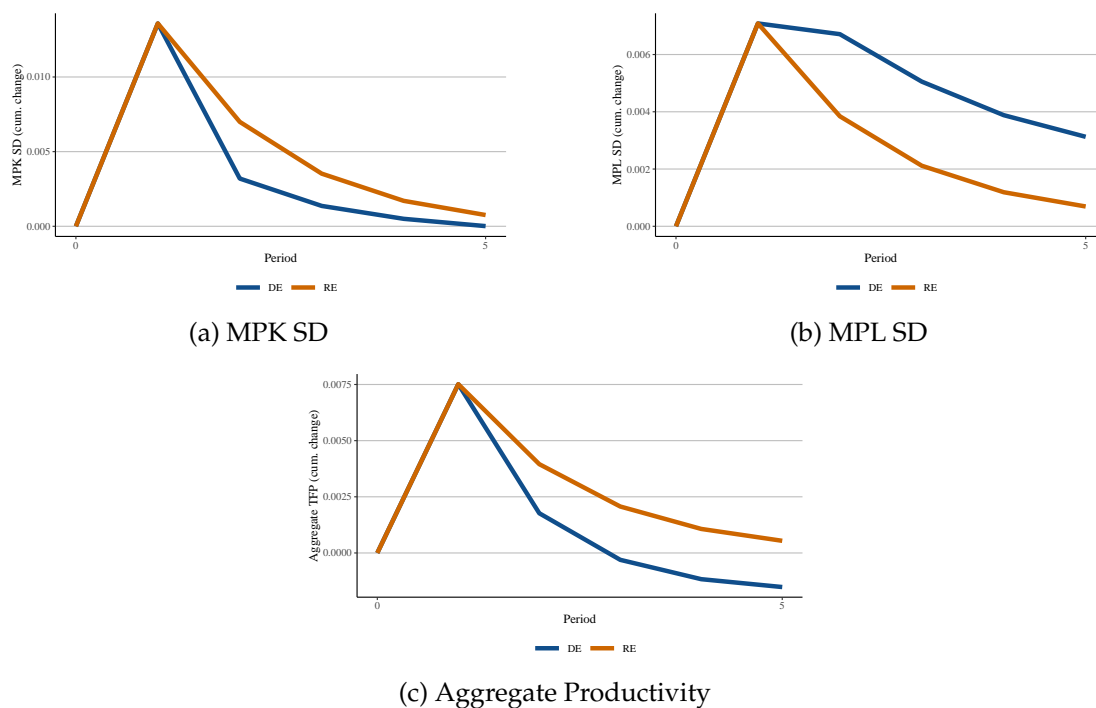 MPK SD (cum. change)
0.010
0.005
0.000
0
5
Period
DE RE
(a) MPK SD
MPL SD (cum. change)
0.006
0.004
0.002
0.000
0
5
Period
DE RE
(b) MPL SD
Aggregate TFP (cum. change)
0.0075
0.0050
0.0025
0.0000
0
5
Period
DE RE
(c) Aggregate Productivity